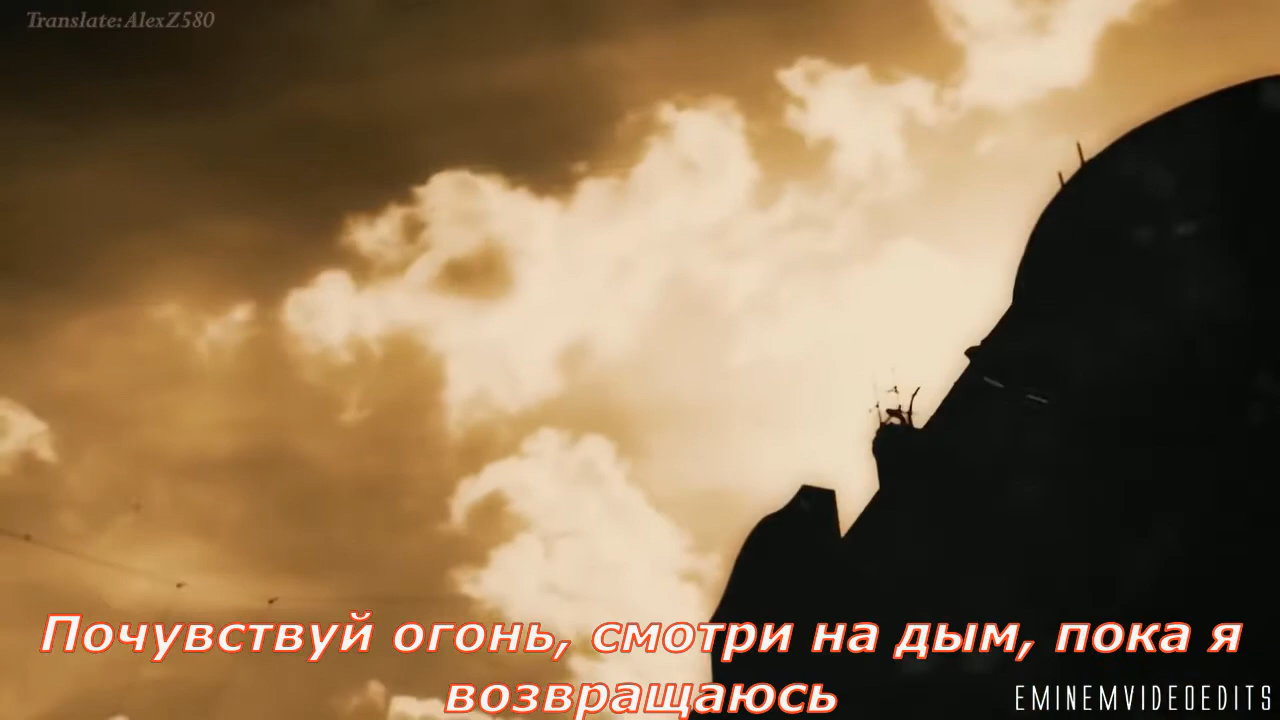 Translate:AlexZ580
Почувствуй огонь, смотри на дым, пока я
возвращаюсь
EMINEMVIDEOEDITS